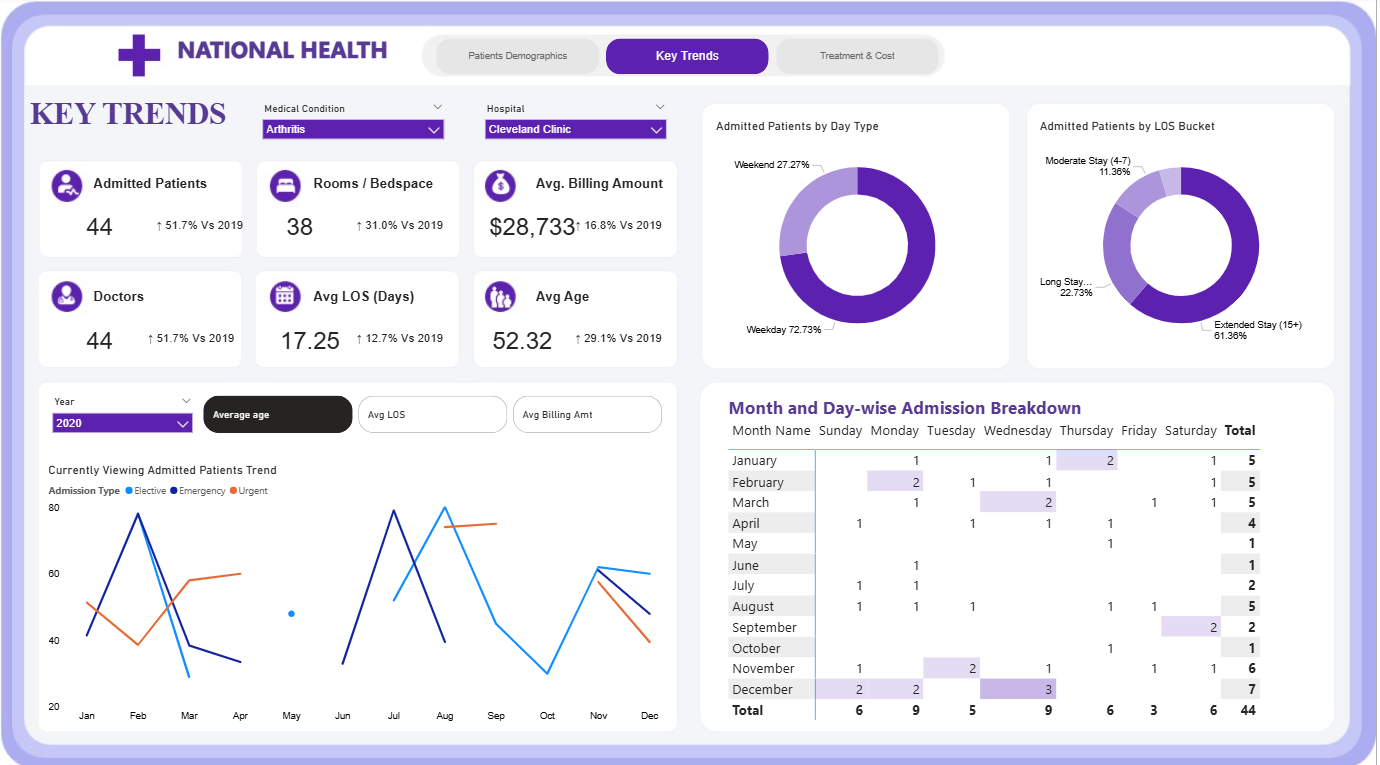 NATIONAL HEALTH
Patients Demographics
Key Trends
Treatment & Cost
KEY TRENDS
Medical Condition
Arthritis
Hospital
Cleveland Clinic
Admitted Patients
44
↑ 51.7% Vs 2019
Rooms / Bedspace
38
↑ 31.0% Vs 2019
Avg. Billing Amount
$28,733
↑ 16.8% Vs 2019
Doctors
44
↑ 51.7% Vs 2019
Avg LOS (Days)
17.25
↑ 12.7% Vs 2019
Avg Age
52.32
↑ 29.1% Vs 2019
Admitted Patients by Day Type
Weekend 27.27%
Weekday 72.73%
Admitted Patients by LOS Bucket
Moderate Stay (4-7)
11.36%
Long Stay...
22.73%
Extended Stay (15+)
61.36%
Year
2020
Average age
Avg LOS
Avg Billing Amt
Currently Viewing Admitted Patients Trend
Admission Type Elective Emergency Urgent
80
60
40
20
Jan Feb Mar Apr May Jun Jul Aug Sep Oct Nov Dec
Month and Day-wise Admission Breakdown
Month Name Sunday Monday Tuesday Wednesday Thursday Friday Saturday Total
January 1 1 2 1 5
February 2 1 1 1 5
March 1 2 1 1 5
April 1 1 1 1 4
May 1 1
June 1 1
July 1 1 2
August 1 1 1 1 1 5
September 2 2
October 1 1
November 1 2 1 1 1 6
December 2 2 3 7
Total 6 9 5 9 6 3 6 44